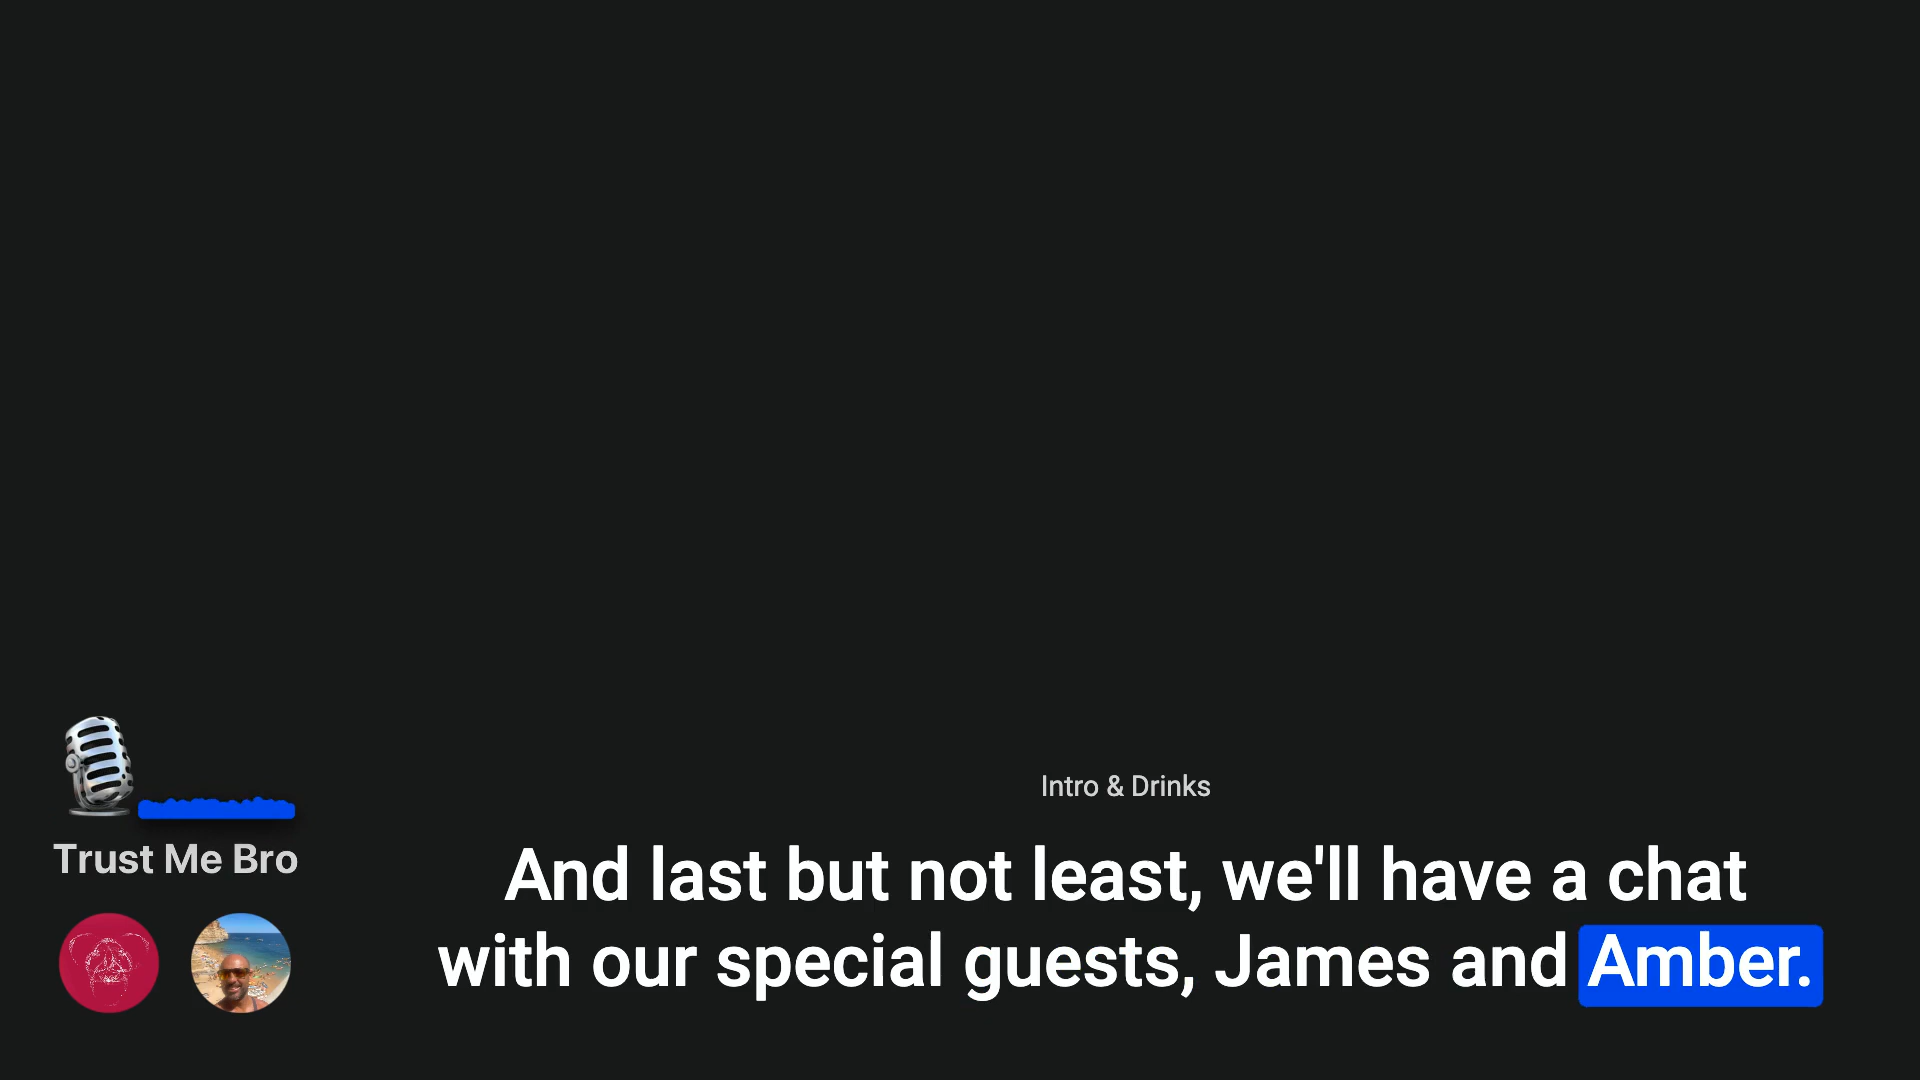 Intro & Drinks
And last but not least, we'll have a chat
with our special guests, James and Amber.
Trust Me Bro